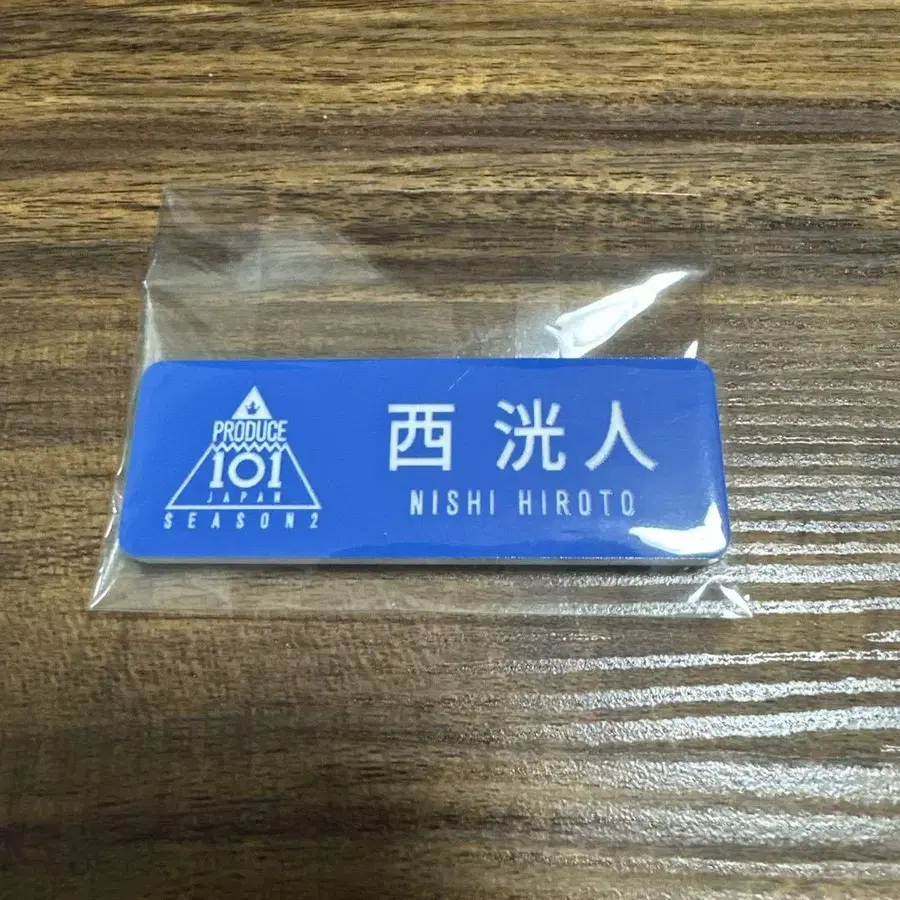 PRODUCE
101
JAPAN
SEASON2
西 洸人
NISHI HIROTO